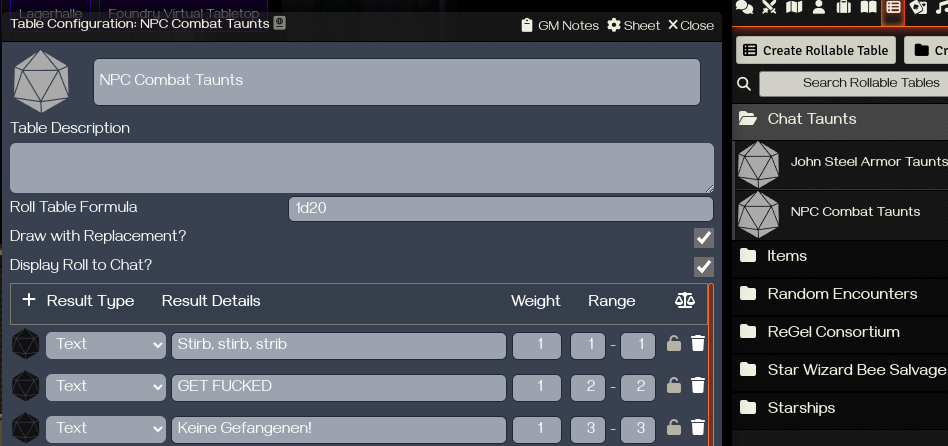 Lagerhalle Foundry Virtual Tabletop
Table Configuration: NPC Combat Taunts GM Notes Sheet Close
NPC Combat Taunts
Table Description
Roll Table Formula 1d20
Draw with Replacement?
Display Roll to Chat?
+ Result Type Result Details Weight Range
Text Stirb, stirb, strib 1 1 - 1
Text GET FUCKED 1 2 - 2
Text Keine Gefangenen! 1 3 - 3
Create Rollable Table Cr
Search Rollable Tables
Chat Taunts
John Steel Armor Taunts
NPC Combat Taunts
Items
Random Encounters
ReGel Consortium
Star Wizard Bee Salvage
Starships